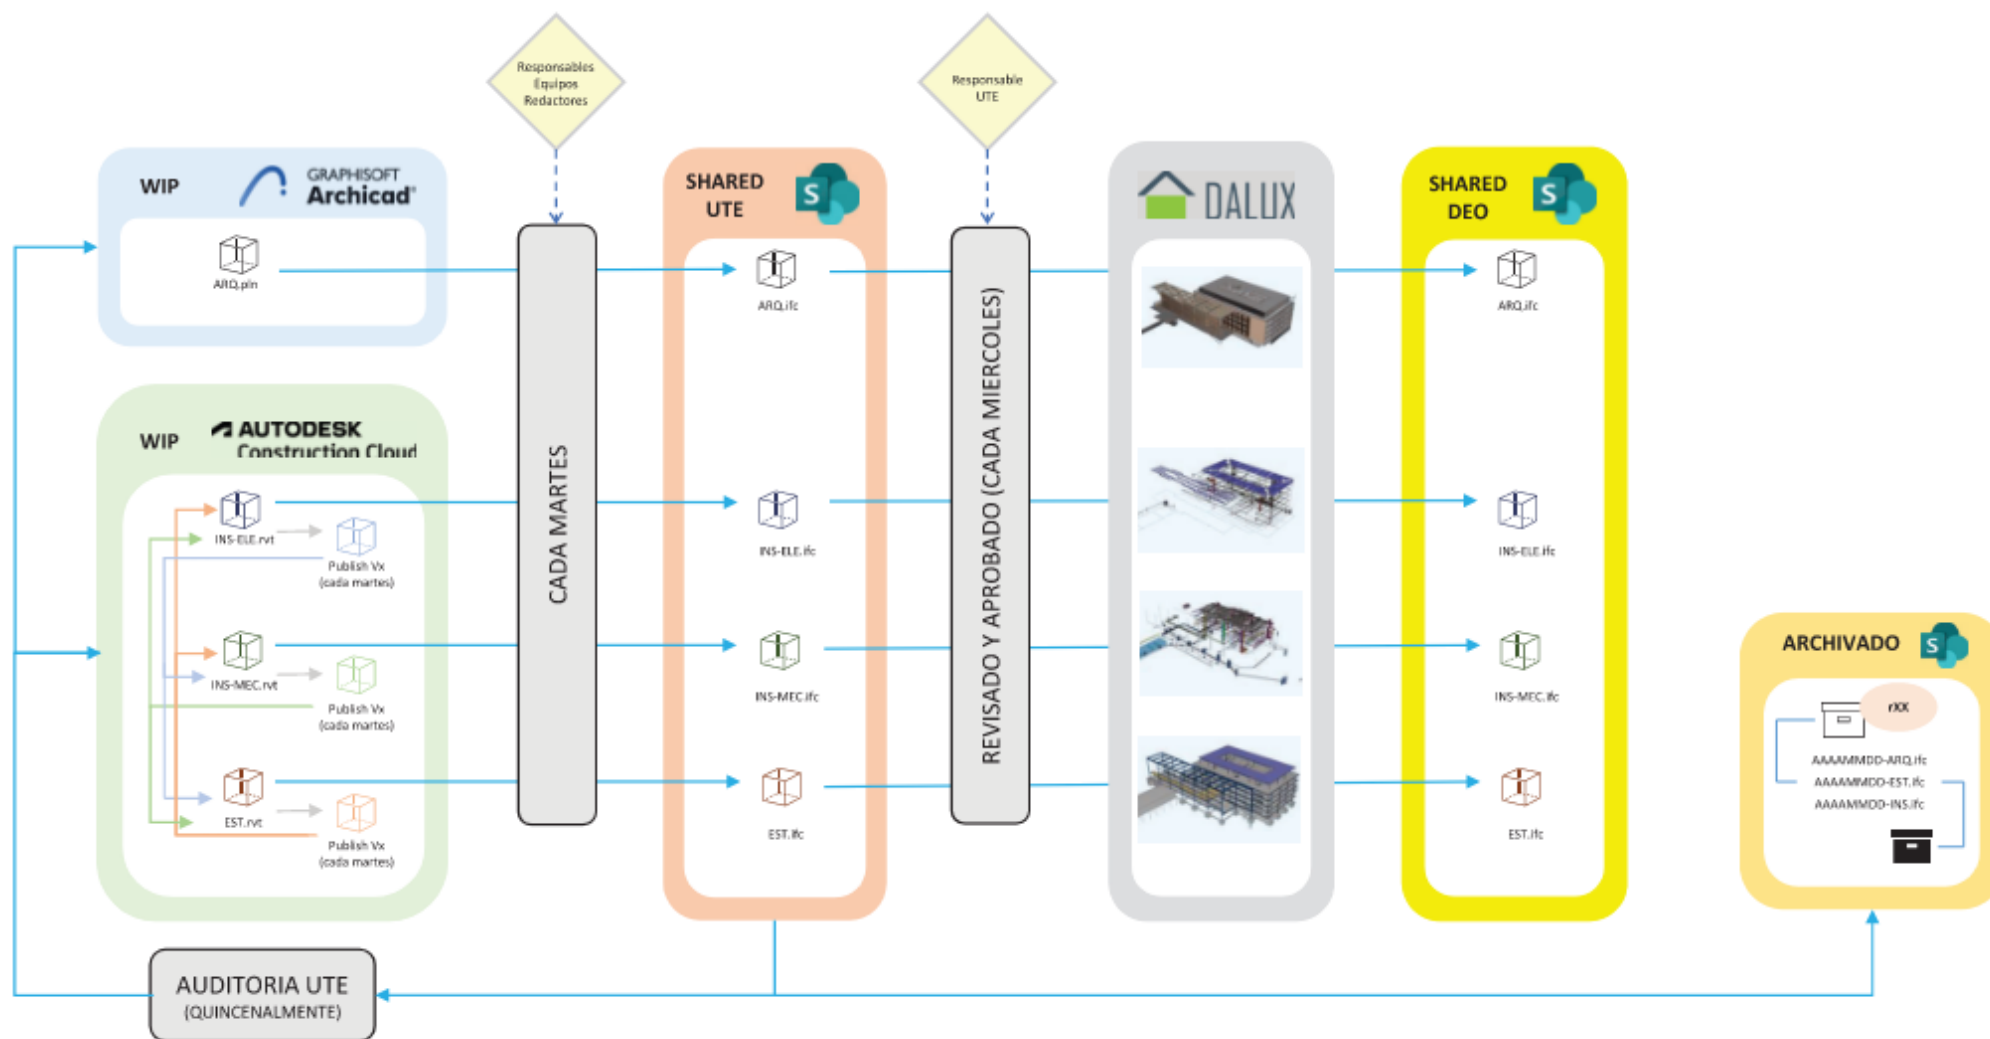 Responsables
Equipos
Redactores
Responsable
UTE
WIP
GRAPHISOFT
Archicad
ARQ.pln
WIP
AUTODESK
Construction Cloud
INS-ELE.rvt
Publish Vx
(cada martes)
INS-MEC.rvt
Publish Vx
(cada martes)
EST.rvt
Publish Vx
(cada martes)
CADA MARTES
SHARED
UTE
S
ARQ.ifc
INS-ELE.ifc
INS-MEC.ifc
EST.ifc
REVISADO Y APROBADO (CADA MIERCOLES)
DALUX
SHARED
DEO
S
ARQ.ifc
INS-ELE.ifc
INS-MEC.ifc
EST.ifc
ARCHIVADO
S
rXX
AAAAMMDD-ARQ.ifc
AAAAMMDD-EST.ifc
AAAAMMDD-INS.ifc
AUDITORIA UTE
(QUINCENALMENTE)